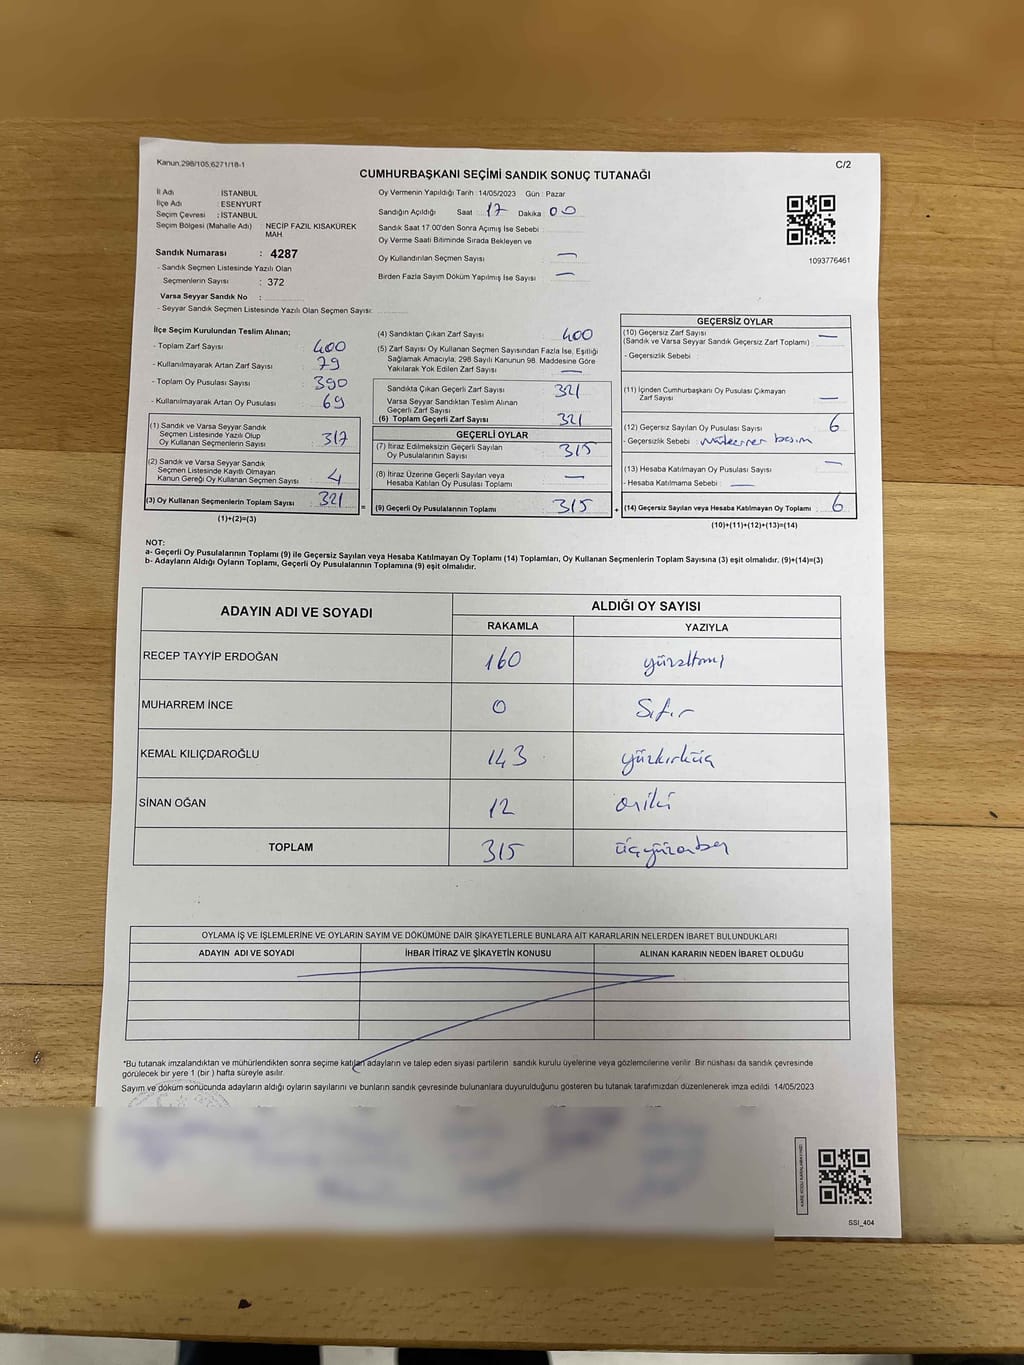 Kanun.298/105,6271/18-1
C/2
CUMHURBAŞKANI SEÇİMİ SANDIK SONUÇ TUTANAĞI
İl Adı : İSTANBUL
İlçe Adı : ESENYURT
Seçim Çevresi : İSTANBUL
Seçim Bölgesi (Mahalle Adı) : NECİP FAZIL KISAKÜREK MAH.
Sandık Numarası : 4287
- Sandık Seçmen Listesinde Yazılı Olan
Seçmenlerin Sayısı : 372
Varsa Seyyar Sandık No :
- Seyyar Sandık Seçmen Listesinde Yazılı Olan Seçmen Sayısı:
Oy Vermenin Yapıldığı Tarih : 14/05/2023 Gün : Pazar
Sandığın Açıldığı Saat 17 Dakika 00
Sandık Saat 17:00'den Sonra Açımış İse Sebebi :
Oy Verme Saati Bitiminde Sırada Bekleyen ve
Oy Kullandırılan Seçmen Sayısı —
Birden Fazla Sayım Döküm Yapılmış İse Sayısı —
1093776461
İlçe Seçim Kurulundan Teslim Alınan;
- Toplam Zarf Sayısı 400
- Kullanılmayarak Artan Zarf Sayısı 79
- Toplam Oy Pusulası Sayısı 390
- Kullanılmayarak Artan Oy Pusulası 69
(1) Sandık ve Varsa Seyyar Sandık
Seçmen Listesinde Yazılı Olup
Oy Kullanan Seçmenlerin Sayısı 317
(2) Sandık ve Varsa Seyyar Sandık
Seçmen Listesinde Kayıtlı Olmayan
Kanun Gereği Oy Kullanan Seçmen Sayısı 4
(3) Oy Kullanan Seçmenlerin Toplam Sayısı 321 =
(1)+(2)=(3)
(4) Sandıktan Çıkan Zarf Sayısı 400
(5) Zarf Sayısı Oy Kullanan Seçmen Sayısından Fazla İse, Eşitliği
Sağlamak Amacıyla, 298 Sayılı Kanunun 98. Maddesine Göre
Yakılarak Yok Edilen Zarf Sayısı —
Sandıkta Çıkan Geçerli Zarf Sayısı 321
Varsa Seyyar Sandıktan Teslim Alınan
Geçerli Zarf Sayısı
(6) Toplam Geçerli Zarf Sayısı 321
GEÇERLİ OYLAR
(7) İtiraz Edilmeksizin Geçerli Sayılan
Oy Pusulasının Sayısı 315
(8) İtiraz Üzerine Geçerli Sayılan veya
Hesaba Katılan Oy Pusulası Toplamı —
(9) Geçerli Oy Pusulalarının Toplamı 315 +
GEÇERSİZ OYLAR
(10) Geçersiz Zarf Sayısı —
(Sandık ve Varsa Seyyar Sandık Geçersiz Zarf Toplamı) :
- Geçersizlik Sebebi :
(11) İçinden Cumhurbaşkanı Oy Pusulası Çıkmayan
Zarf Sayısı —
(12) Geçersiz Sayılan Oy Pusulası Sayısı 6
- Geçersizlik Sebebi : mükerrer basım
(13) Hesaba Katılmayan Oy Pusulası Sayısı —
- Hesaba Katılmama Sebebi : —
(14) Geçersiz Sayılan veya Hesaba Katılmayan Oy Toplamı 6
(10)+(11)+(12)+(13)=(14)
NOT:
a- Geçerli Oy Pusulalarının Toplamı (9) ile Geçersiz Sayılan veya Hesaba Katılmayan Oy Toplamı (14) Toplamları, Oy Kullanan Seçmenlerin Toplam Sayısına (3) eşit olmalıdır. (9)+(14)=(3)
b- Adayların Aldığı Oyların Toplamı, Geçerli Oy Pusulalarının Toplamına (9) eşit olmalıdır.
ADAYIN ADI VE SOYADI
ALDIĞI OY SAYISI
RAKAMLA YAZIYLA
RECEP TAYYİP ERDOĞAN 160 yüzaltmış
MUHARREM İNCE 0 Sıfır
KEMAL KILIÇDAROĞLU 143 yüzkırküç
SİNAN OĞAN 12 oniki
TOPLAM 315 üçyüzonbeş
OYLAMA İŞ VE İŞLEMLERİNE VE OYLARIN SAYIM VE DÖKÜMÜNE DAİR ŞİKAYETLERLE BUNLARA AİT KARARLARIN NELERDEN İBARET BULUNDUKLARI
ADAYIN ADI VE SOYADI İHBAR İTİRAZ VE ŞİKAYETİN KONUSU ALINAN KARARIN NEDEN İBARET OLDUĞU
*Bu tutanak imzalandıktan ve mühürlendikten sonra seçime katılan adayların ve talep eden siyasi partilerin sandık kurulu üyelerine veya gözlemcilerine verilir. Bir nüshası da sandık çevresinde
görülecek bir yere 1 (bir) hafta süreyle asılır.
Sayım ve döküm sonucunda adayların aldığı oyların sayılarını ve bunların sandık çevresinde bulunanlara duyurulduğunu gösteren bu tutanak tarafımızdan düzenlenerek imza edildi 14/05/2023
SSI_404